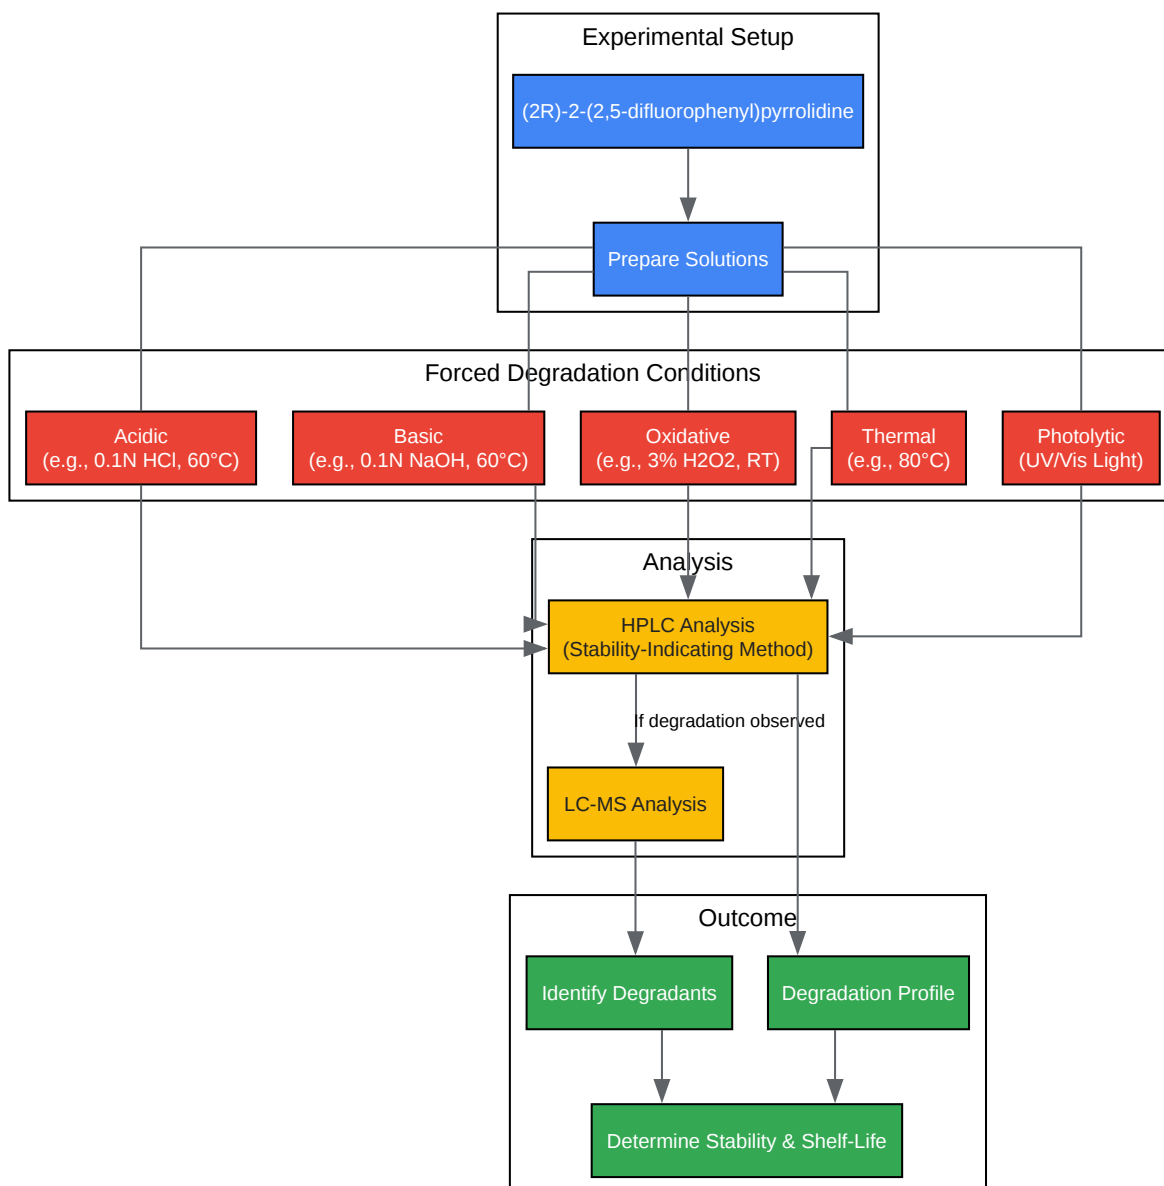 Experimental Setup
(2R)-2-(2,5-difluorophenyl)pyrrolidine
Prepare Solutions
Forced Degradation Conditions
Acidic
(e.g., 0.1N HCl, 60°C)
Basic
(e.g., 0.1N NaOH, 60°C)
Oxidative
(e.g., 3% H2O2, RT)
Thermal
(e.g., 80°C)
Photolytic
(UV/Vis Light)
Analysis
HPLC Analysis
(Stability-Indicating Method)
If degradation observed
LC-MS Analysis
Outcome
Identify Degradants
Degradation Profile
Determine Stability & Shelf-Life